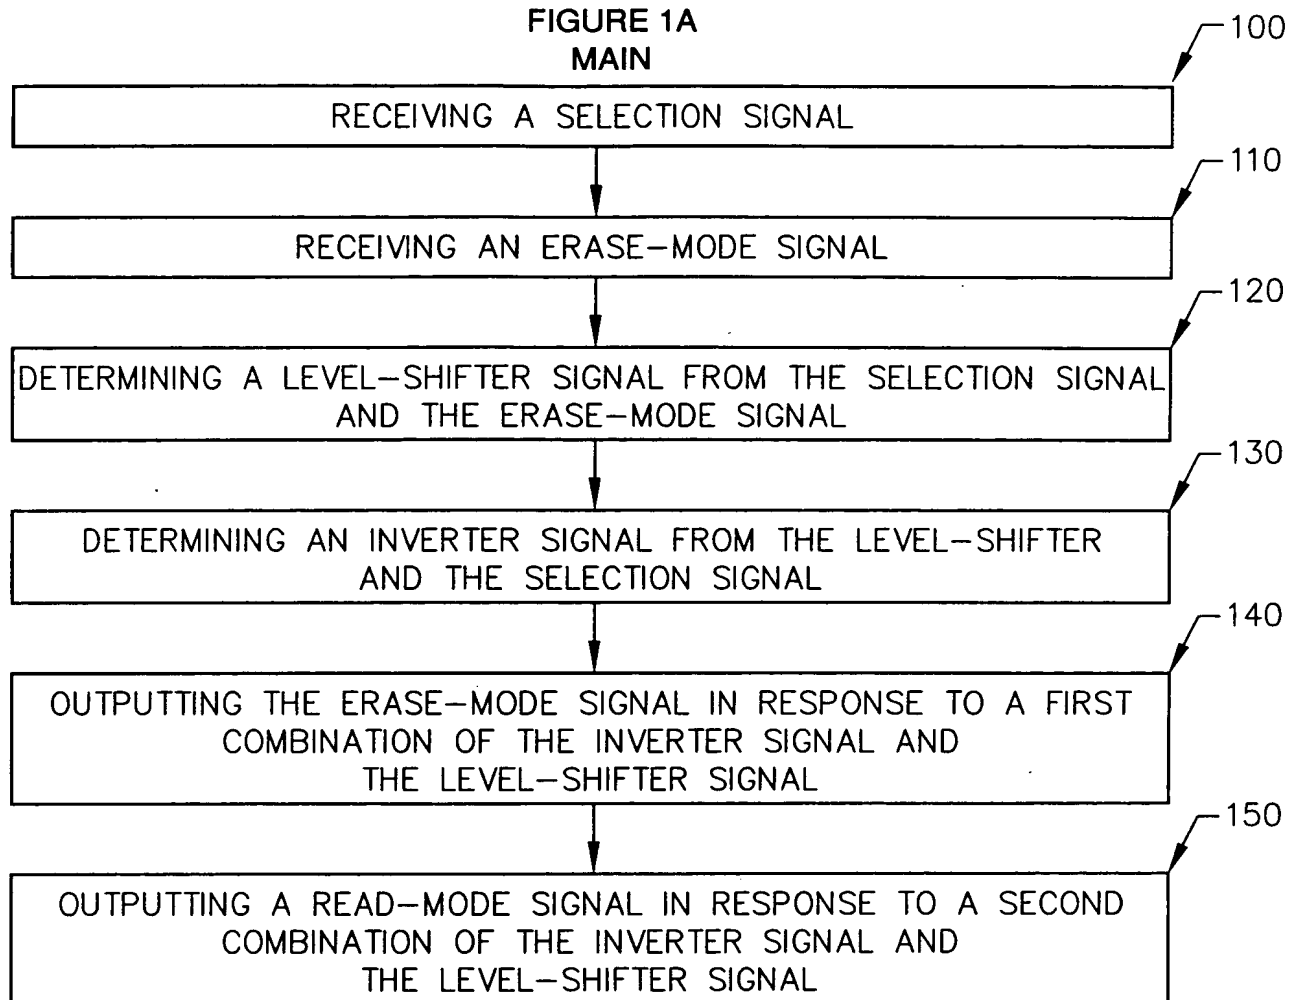 FIGURE 1A
MAIN
100
RECEIVING A SELECTION SIGNAL
110
RECEIVING AN ERASE–MODE SIGNAL
120
DETERMINING A LEVEL–SHIFTER SIGNAL FROM THE SELECTION SIGNAL
AND THE ERASE–MODE SIGNAL
130
DETERMINING AN INVERTER SIGNAL FROM THE LEVEL–SHIFTER
AND THE SELECTION SIGNAL
140
OUTPUTTING THE ERASE–MODE SIGNAL IN RESPONSE TO A FIRST
COMBINATION OF THE INVERTER SIGNAL AND
THE LEVEL–SHIFTER SIGNAL
150
OUTPUTTING A READ–MODE SIGNAL IN RESPONSE TO A SECOND
COMBINATION OF THE INVERTER SIGNAL AND
THE LEVEL–SHIFTER SIGNAL